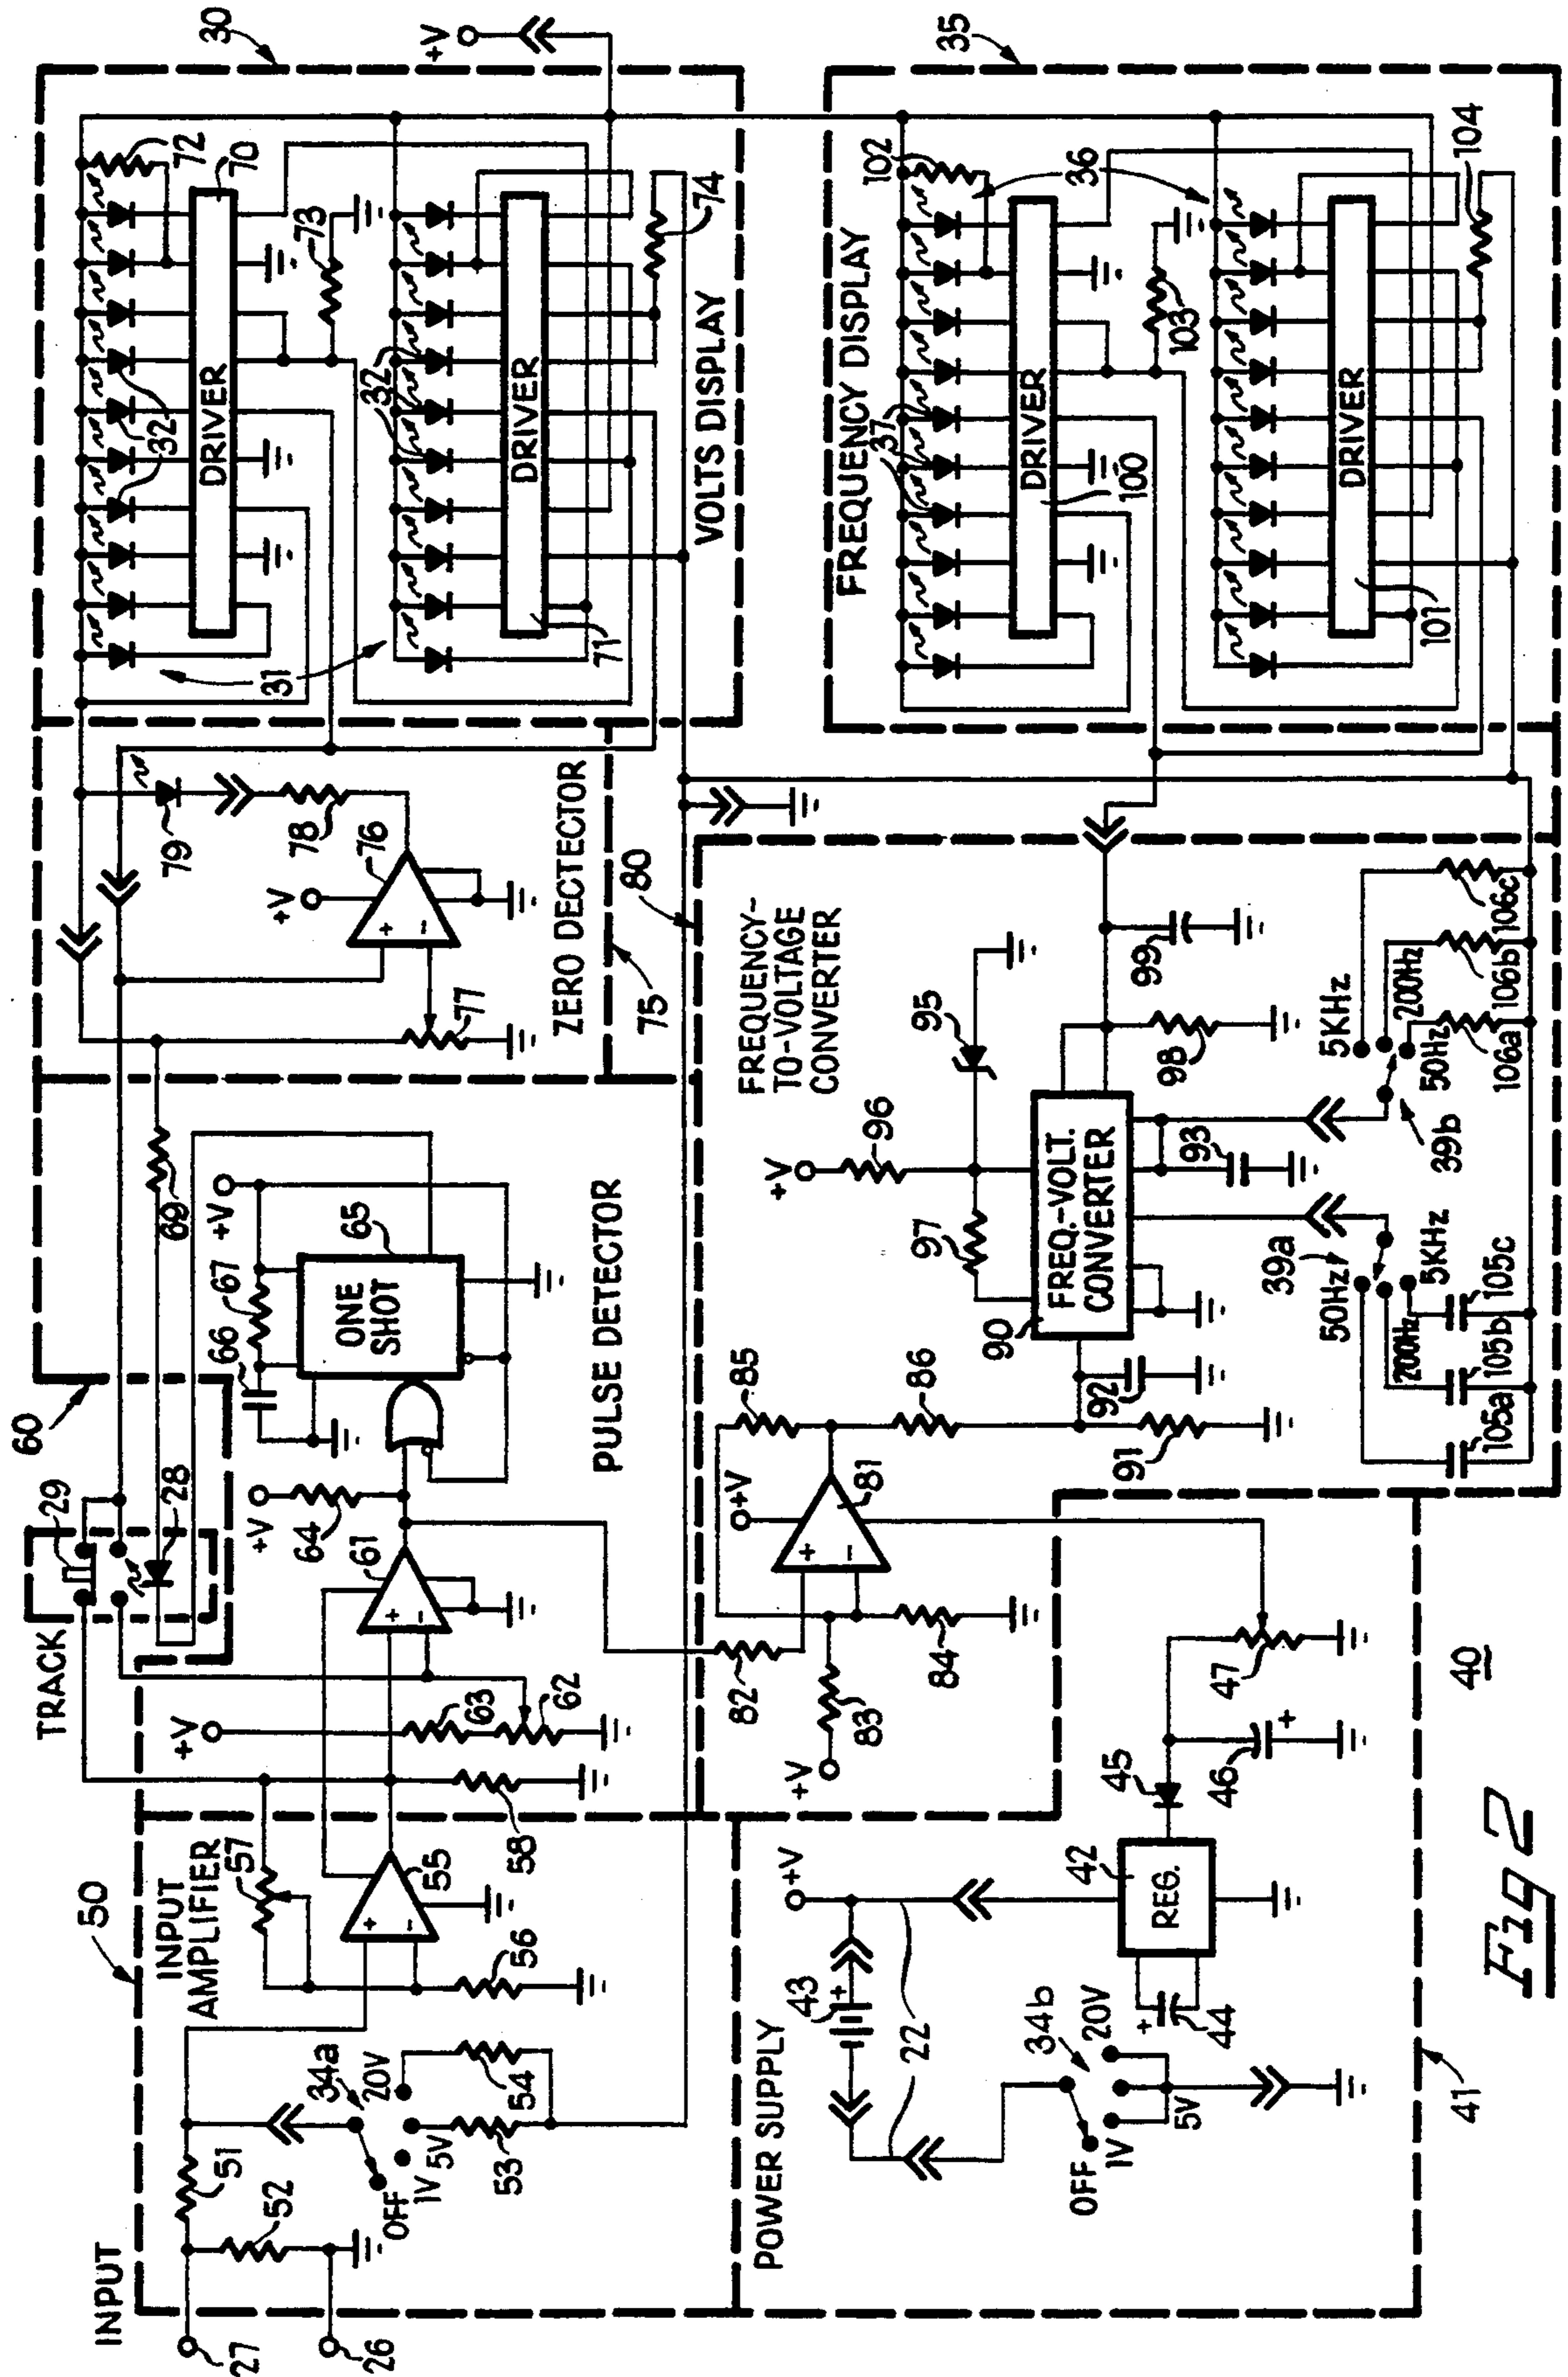 INPUT
27
26
50
51
52
INPUT
AMPLIFIER
57
55
56
58
34a
OFF
1V
5V
20V
53
54
TRACK
29
28
60
+V
63
62
61
+V
64
66
67
+V
ONE
SHOT
65
69
PULSE DETECTOR
ZERO DECTECTOR
75
+V
76
77
78
79
30
+V
31
32
70
DRIVER
72
73
32
71
DRIVER
74
VOLTS DISPLAY
35
FREQUENCY DISPLAY
36
37
102
DRIVER
100
103
DRIVER
101
104
80
FREQUENCY-
TO-VOLTAGE
CONVERTER
82
+V
83
84
+V
81
85
86
91
92
90
FREQ.-VOLT.
CONVERTER
97
+V
96
95
93
98
99
39a
50Hz
200Hz
5KHz
105a
105b
105c
39b
5KHz
200Hz
50Hz
106a
106b
106c
POWER SUPPLY
43
+
+V
22
34b
OFF
1V
5V
20V
+
44
REG.
42
45
46
+
47
41
40
Fig 2